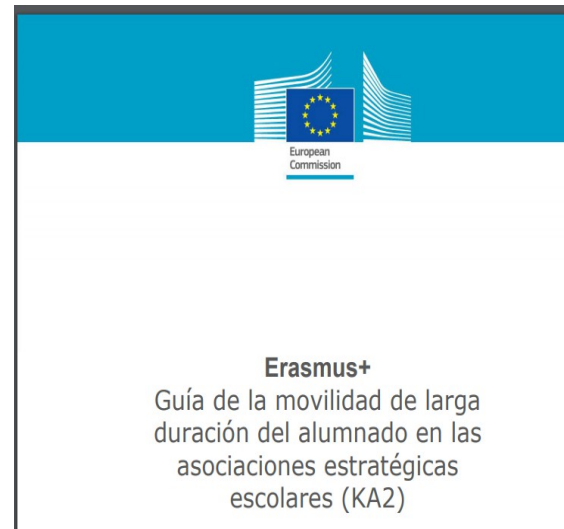 European
Commission
Erasmus+
Guía de la movilidad de larga
duración del alumnado en las
asociaciones estratégicas
escolares (KA2)